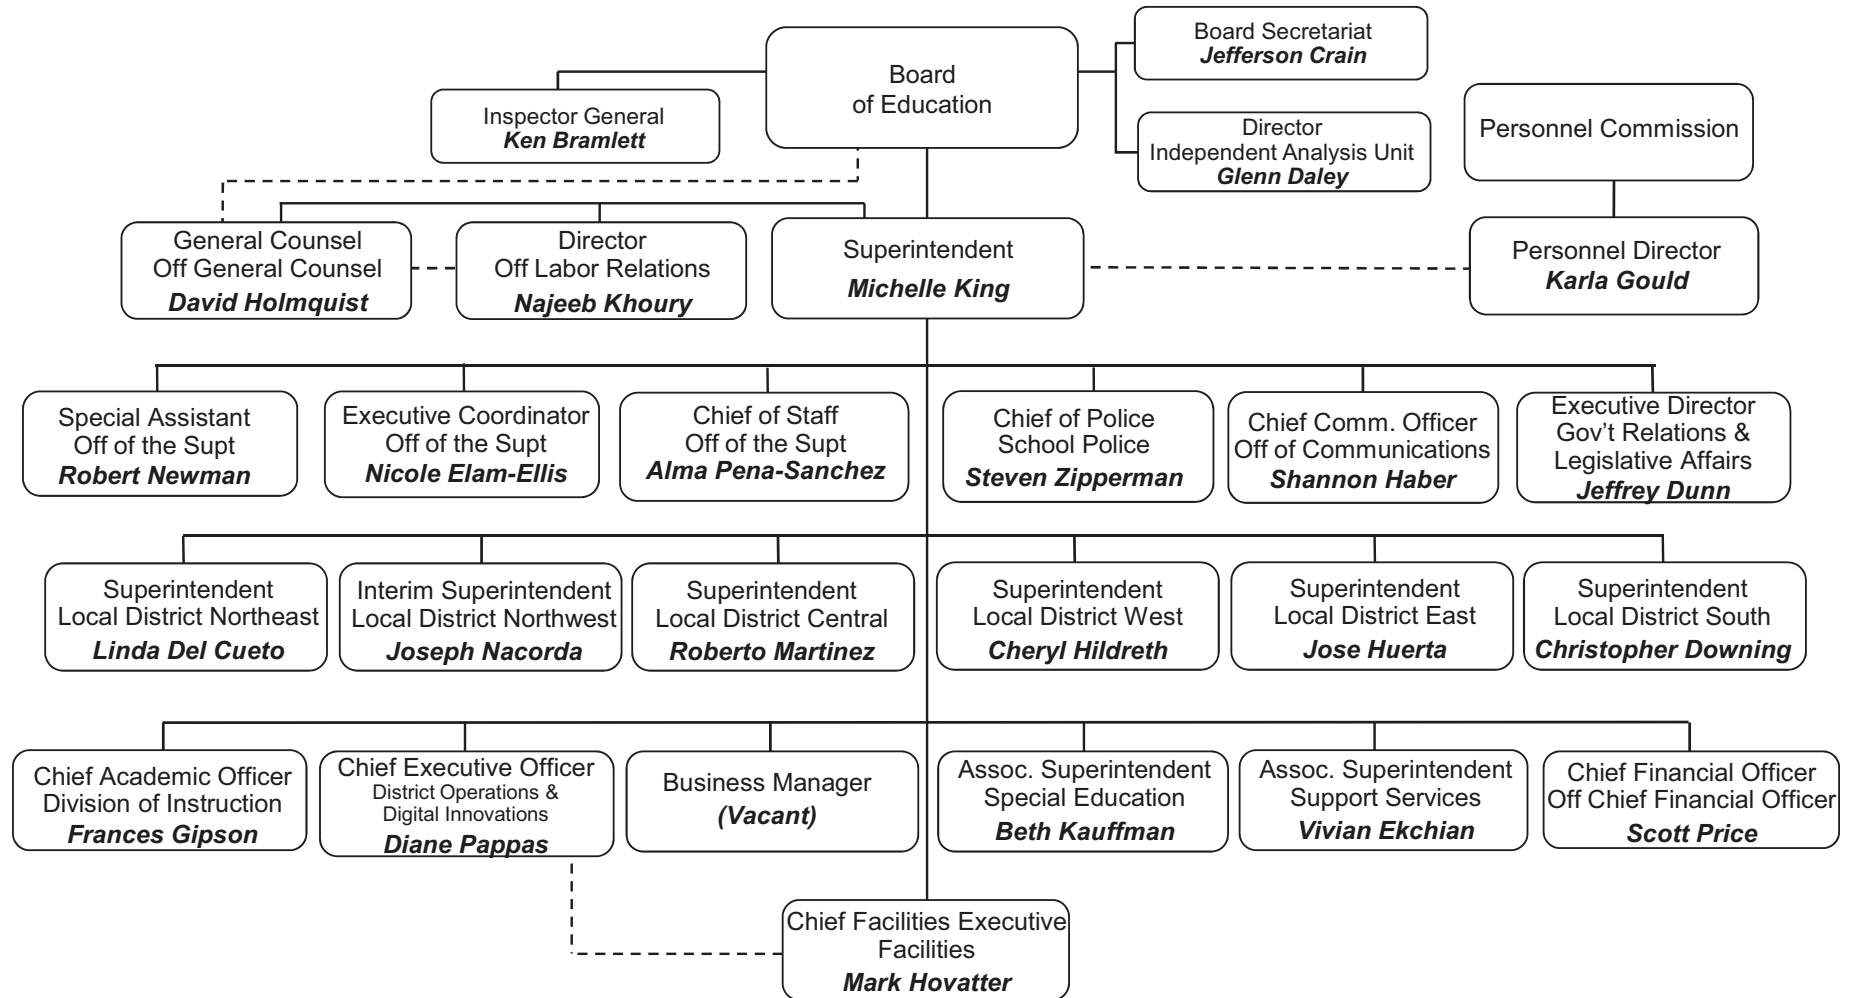 Board
of Education
Board Secretariat
Jefferson Crain
Inspector General
Ken Bramlett
Director
Independent Analysis Unit
Glenn Daley
Personnel Commission
General Counsel
Off General Counsel
David Holmquist
Director
Off Labor Relations
Najeeb Khoury
Superintendent
Michelle King
Personnel Director
Karla Gould
Special Assistant
Off of the Supt
Robert Newman
Executive Coordinator
Off of the Supt
Nicole Elam-Ellis
Chief of Staff
Off of the Supt
Alma Pena-Sanchez
Chief of Police
School Police
Steven Zipperman
Chief Comm. Officer
Off of Communications
Shannon Haber
Executive Director
Gov't Relations &
Legislative Affairs
Jeffrey Dunn
Superintendent
Local District Northeast
Linda Del Cueto
Interim Superintendent
Local District Northwest
Joseph Nacorda
Superintendent
Local District Central
Roberto Martinez
Superintendent
Local District West
Cheryl Hildreth
Superintendent
Local District East
Jose Huerta
Superintendent
Local District South
Christopher Downing
Chief Academic Officer
Division of Instruction
Frances Gipson
Chief Executive Officer
District Operations &
Digital Innovations
Diane Pappas
Business Manager
(Vacant)
Assoc. Superintendent
Special Education
Beth Kauffman
Assoc. Superintendent
Support Services
Vivian Ekchian
Chief Financial Officer
Off Chief Financial Officer
Scott Price
Chief Facilities Executive
Facilities
Mark Hovatter